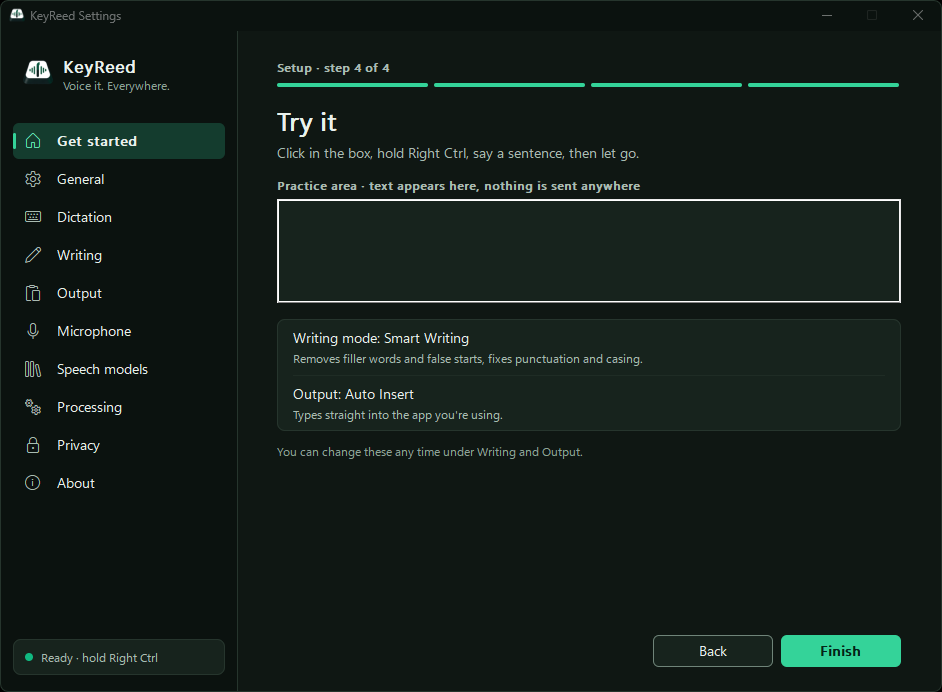 KeyReed Settings
KeyReed
Voice it. Everywhere.
Get started
General
Dictation
Writing
Output
Microphone
Speech models
Processing
Privacy
About
Ready · hold Right Ctrl
Setup · step 4 of 4
Try it
Click in the box, hold Right Ctrl, say a sentence, then let go.
Practice area · text appears here, nothing is sent anywhere
Writing mode: Smart Writing
Removes filler words and false starts, fixes punctuation and casing.
Output: Auto Insert
Types straight into the app you're using.
You can change these any time under Writing and Output.
Back
Finish